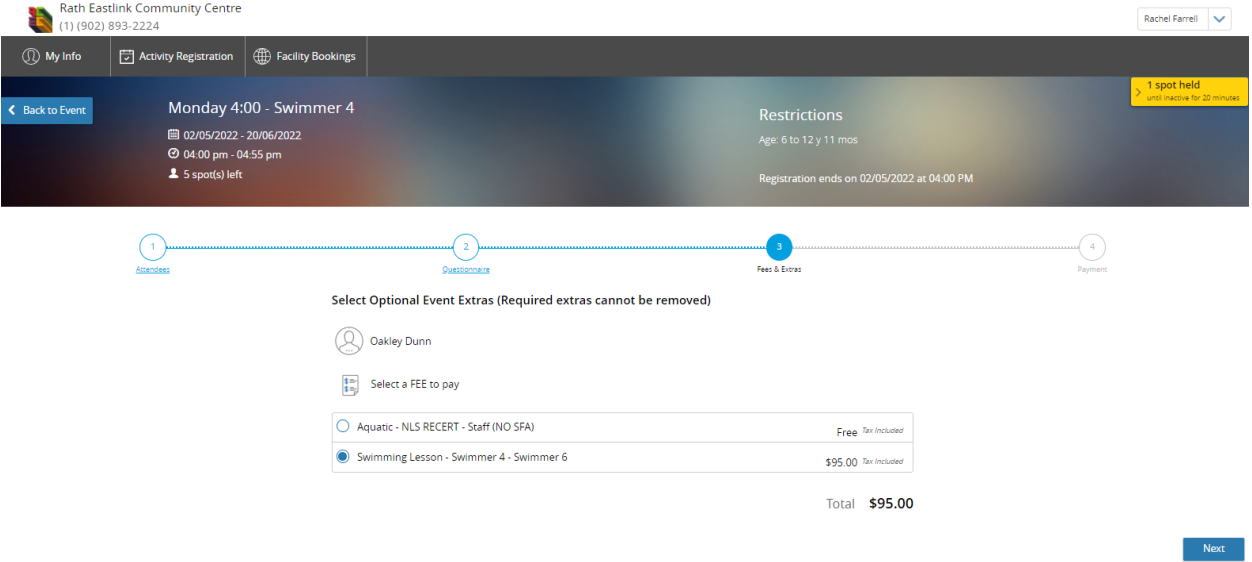 Rath Eastlink Community Centre
(1) (902) 893-2224
Rachel Farrell
My Info
Activity Registration
Facility Bookings
Back to Event
Monday 4:00 - Swimmer 4
02/05/2022 - 20/06/2022
04:00 pm - 04:55 pm
5 spot(s) left
Restrictions
Age: 6 to 12 y 11 mos
Registration ends on 02/05/2022 at 04:00 PM
1 spot held
until inactive for 20 minutes
1
2
3
4
Attendees
Questionnaire
Fees & Extras
Payment
Select Optional Event Extras (Required extras cannot be removed)
Oakley Dunn
Select a FEE to pay
Aquatic - NLS RECERT - Staff (NO SFA)
Free Tax Included
Swimming Lesson - Swimmer 4 - Swimmer 6
$95.00 Tax Included
Total $95.00
Next